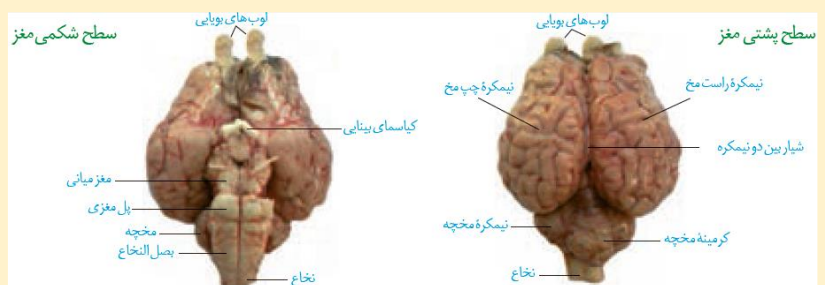 سطح پشتی مغز
لوب‌های بویایی
نیمکرهٔ چپ مخ
نیمکرهٔ راست مخ
شیار بین دو نیمکره
نیمکرهٔ مخچه
کرمینهٔ مخچه
نخاع
سطح شکمی مغز
لوب‌های بویایی
کیاسمای بینایی
مغز میانی
پل مغزی
مخچه
بصل النخاع
نخاع